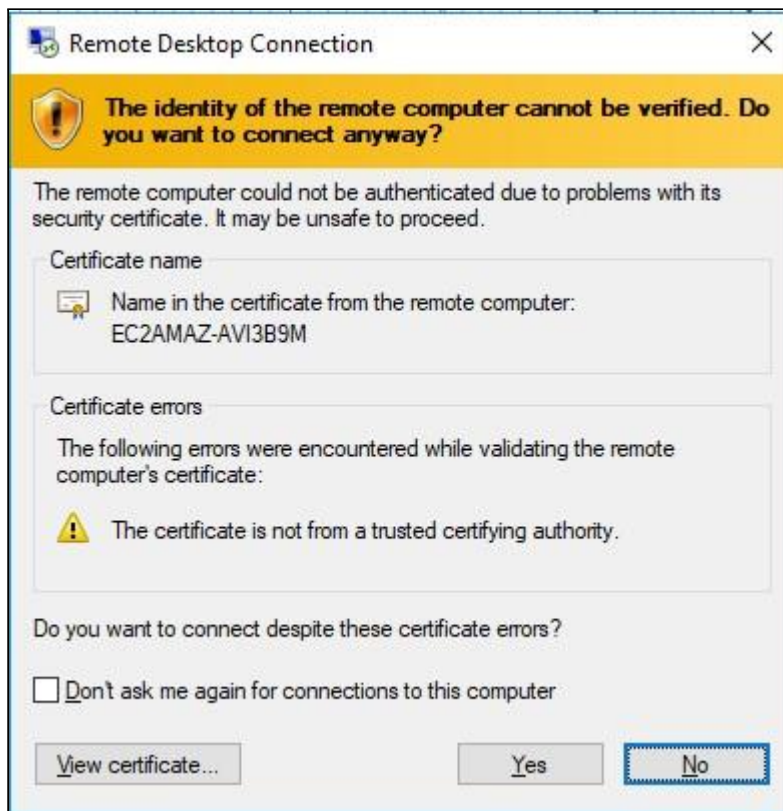 Remote Desktop Connection
The identity of the remote computer cannot be verified. Do
you want to connect anyway?
The remote computer could not be authenticated due to problems with its
security certificate. It may be unsafe to proceed.
Certificate name
Name in the certificate from the remote computer:
EC2AMAZ-AVI3B9M
Certificate errors
The following errors were encountered while validating the remote
computer's certificate:
The certificate is not from a trusted certifying authority.
Do you want to connect despite these certificate errors?
Don't ask me again for connections to this computer
View certificate... Yes No